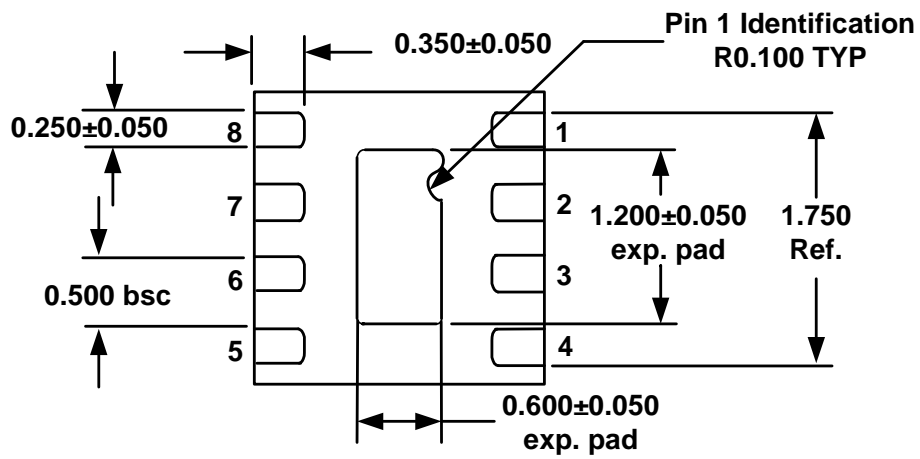 Pin 1 Identification
R0.100 TYP
0.350±0.050
0.250±0.050
8
1
7
2
1.200±0.050
exp. pad
1.750
Ref.
6
3
0.500 bsc
5
4
0.600±0.050
exp. pad